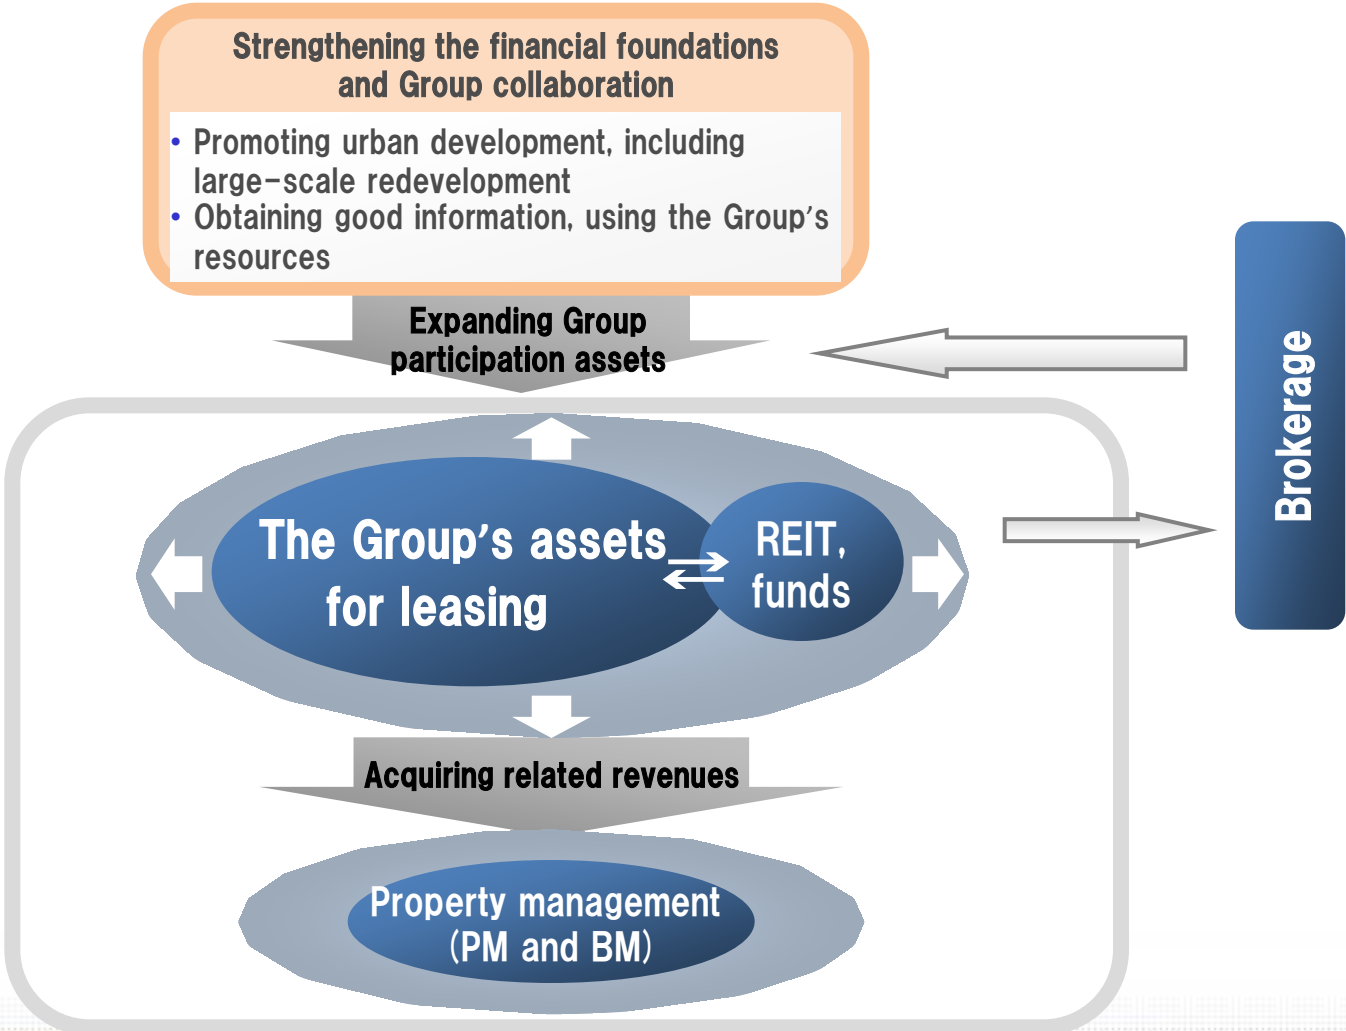 Strengthening the financial foundations
and Group collaboration
• Promoting urban development, including
large-scale redevelopment
• Obtaining good information, using the Group's
resources
Expanding Group
participation assets
Brokerage
The Group's assets
for leasing
REIT,
funds
Acquiring related revenues
Property management
(PM and BM)